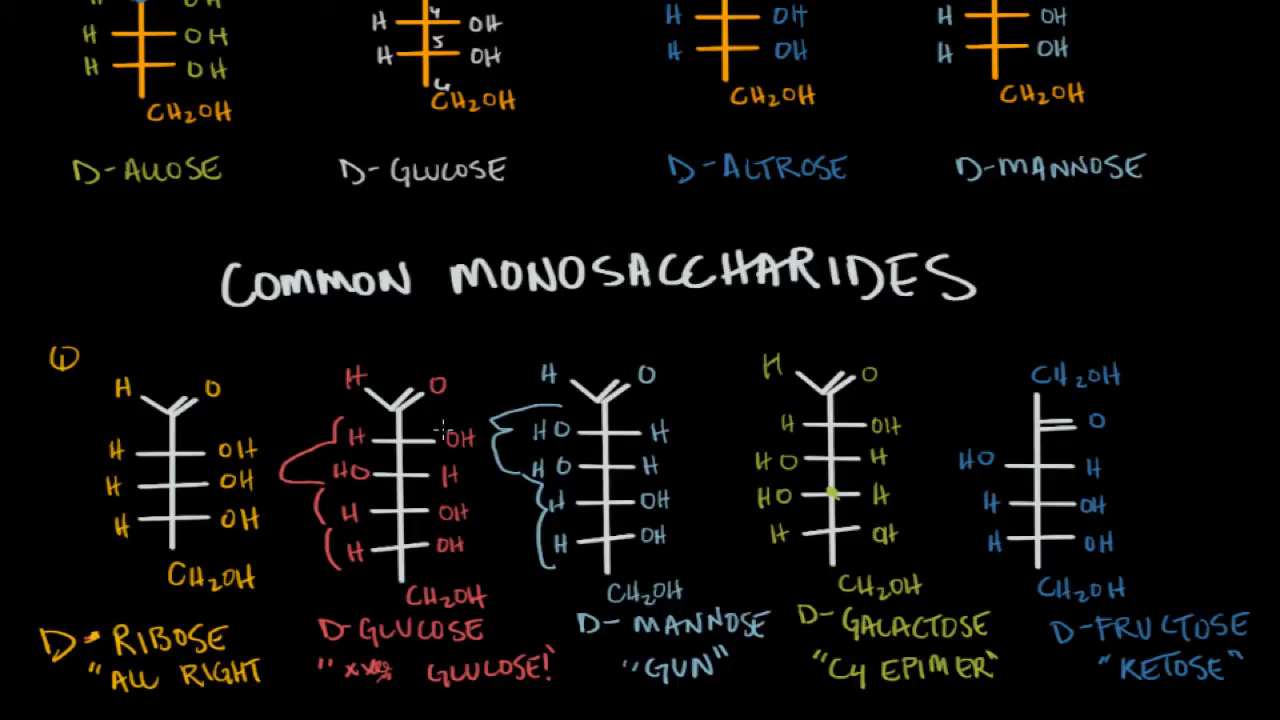 H OH
H OH
CH2OH
D-ALLOSE
4
H OH
5
H OH
6
CH2OH
D-GLUCOSE
H OH
H OH
CH2OH
D-ALTROSE
H OH
H OH
CH2OH
D-MANNOSE
COMMON MONOSACCHARIDES
1
H O
H OH
H OH
H OH
CH2OH
D-RIBOSE
"ALL RIGHT
H O
H OH
HO H
H OH
H OH
CH2OH
D-GLUCOSE
GLUCOSE!"
H O
HO H
HO H
H OH
H OH
CH2OH
D-MANNOSE
"GUN"
H O
H OH
HO H
HO H
H OH
CH2OH
D-GALACTOSE
"C4 EPIMER"
CH2OH
O
HO H
H OH
H OH
CH2OH
D-FRUCTOSE
"KETOSE"